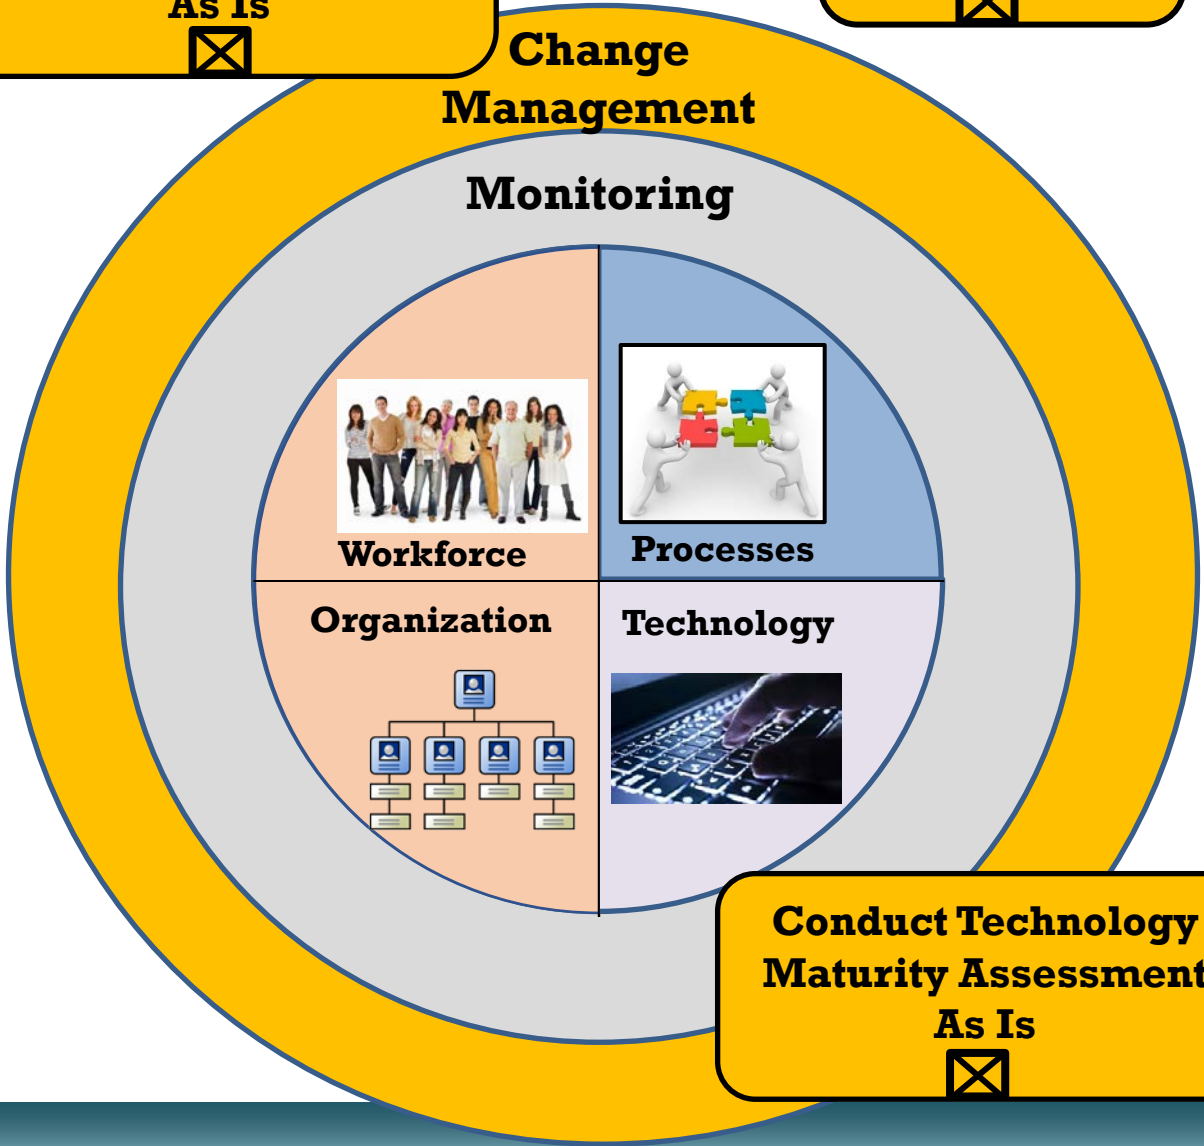 As Is
Change
Management
Monitoring
Workforce
Processes
Organization
Technology
Conduct Technology
Maturity Assessment
As Is